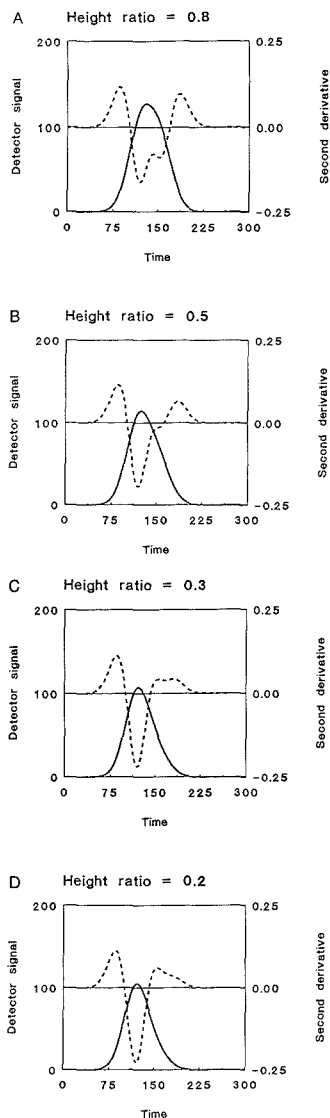 A Height ratio = 0.8
200 0.25
Detector signal
100 0.00
Second derivative
0 -0.25
0 75 150 225 300
Time
B Height ratio = 0.5
200 0.25
Detector signal
100 0.00
Second derivative
0 -0.25
0 75 150 225 300
Time
C Height ratio = 0.3
200 0.25
Detector signal
100 0.00
Second derivative
0 -0.25
0 75 150 225 300
Time
D Height ratio = 0.2
200 0.25
Detector signal
100 0.00
Second derivative
0 -0.25
0 75 150 225 300
Time